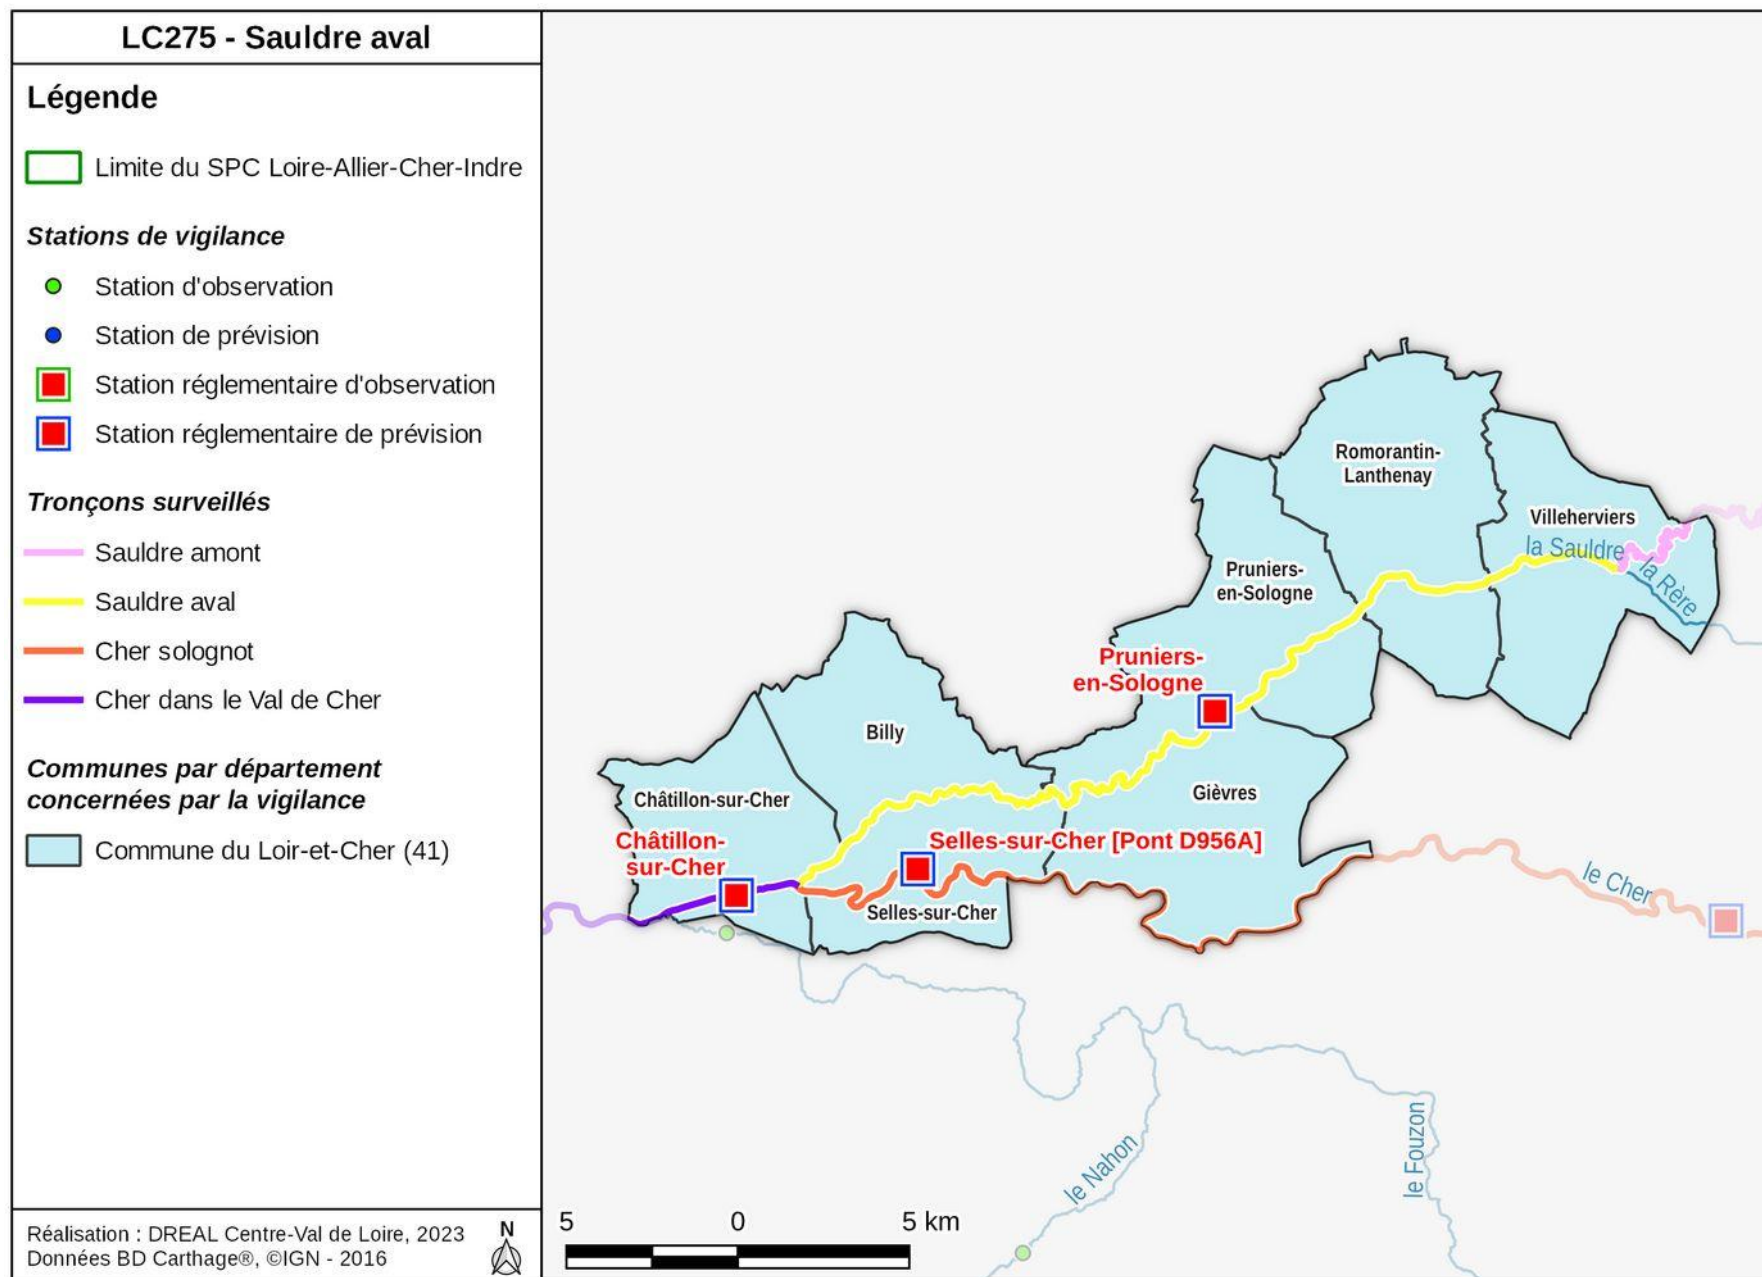 LC275 - Sauldre aval
Légende
Limite du SPC Loire-Allier-Cher-Indre
Stations de vigilance
Station d'observation
Station de prévision
Station réglementaire d'observation
Station réglementaire de prévision
Tronçons surveillés
Sauldre amont
Sauldre aval
Cher solognot
Cher dans le Val de Cher
Communes par département
concernées par la vigilance
Commune du Loir-et-Cher (41)
Réalisation : DREAL Centre-Val de Loire, 2023
Données BD Carthage®, ©IGN - 2016
N
Romorantin-
Lanthenay
Villeherviers
la Sauldre
la Rère
Pruniers-
en-Sologne
Pruniers-
en-Sologne
Billy
Gièvres
Châtillon-sur-Cher
Châtillon-
sur-Cher
Selles-sur-Cher [Pont D956A]
Selles-sur-Cher
le Cher
le Nahon
le Fouzon
5 0 5 km